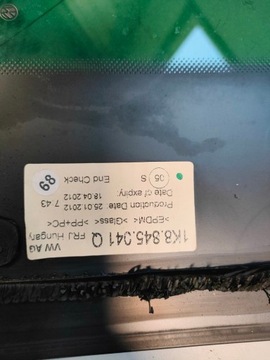 1K8.845.041 Q
>EPDM< >Glass< >PP+PC<
VW AG FRJ Hungary
Production Date: 25.01.2012 7:43
Date of expiry: 18.04.2012
End Check
05
S
68